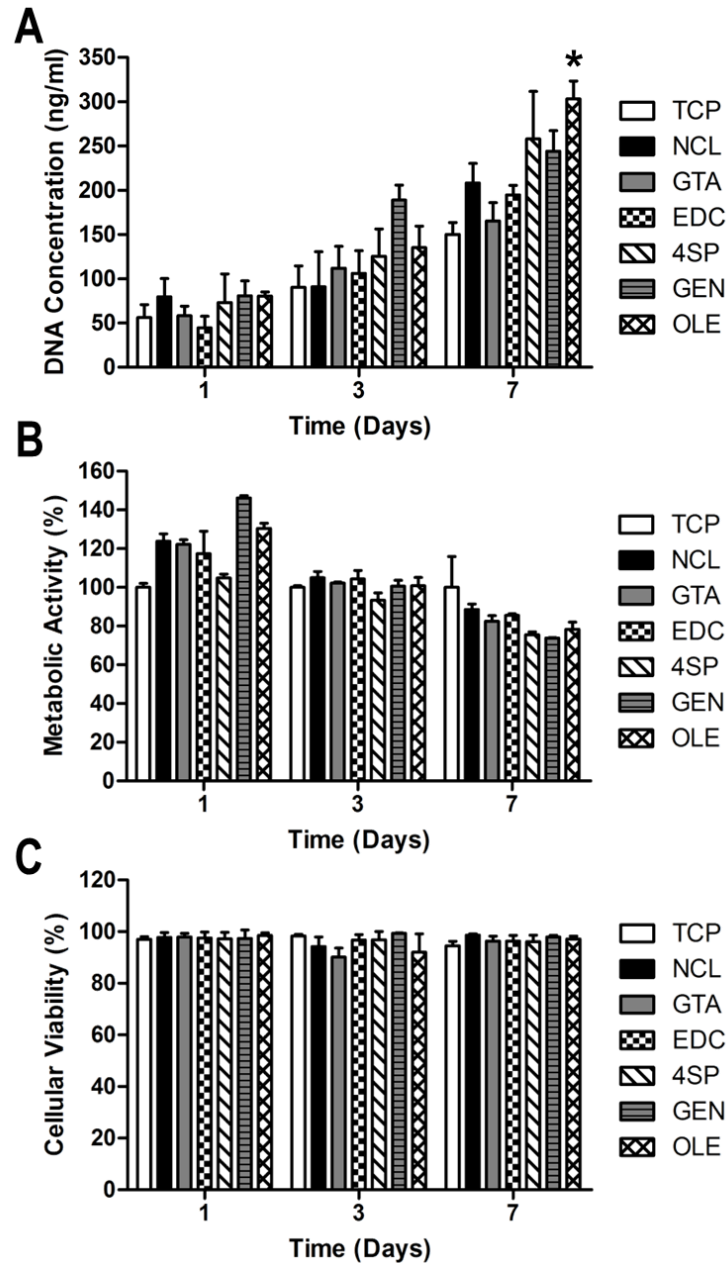 A
DNA Concentration (ng/ml)
350
300
250
200
150
100
50
0
*
1 3 7
Time (Days)
TCP
NCL
GTA
EDC
4SP
GEN
OLE
B
Metabolic Activity (%)
160
140
120
100
80
60
40
20
0
1 3 7
Time (Days)
TCP
NCL
GTA
EDC
4SP
GEN
OLE
C
Cellular Viability (%)
120
100
80
60
40
20
0
1 3 7
Time (Days)
TCP
NCL
GTA
EDC
4SP
GEN
OLE